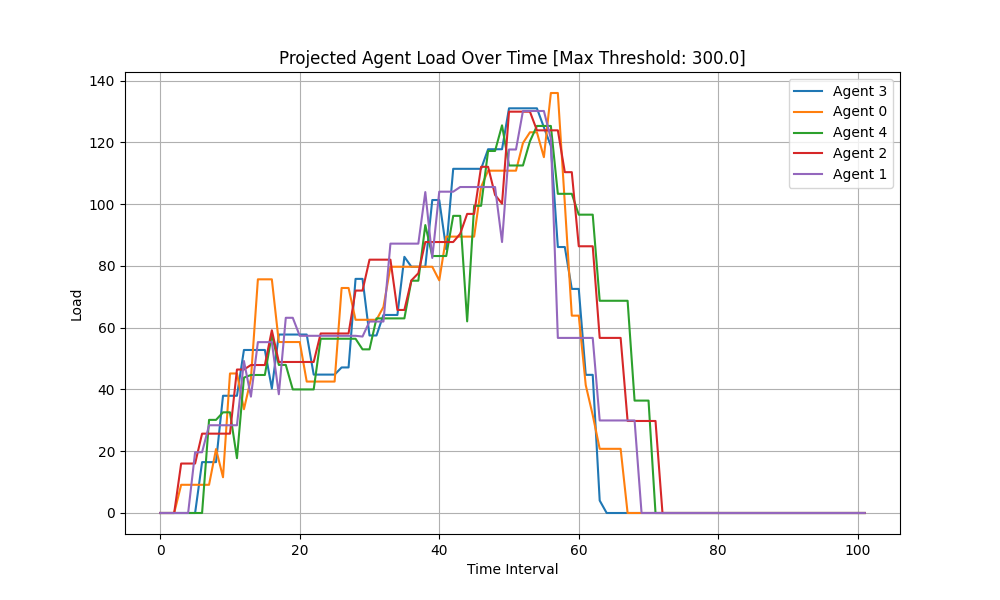 Projected Agent Load Over Time [Max Threshold: 300.0]
Load
140
120
100
80
60
40
20
0
0
20
40
60
80
100
Time Interval
Agent 3
Agent 0
Agent 4
Agent 2
Agent 1